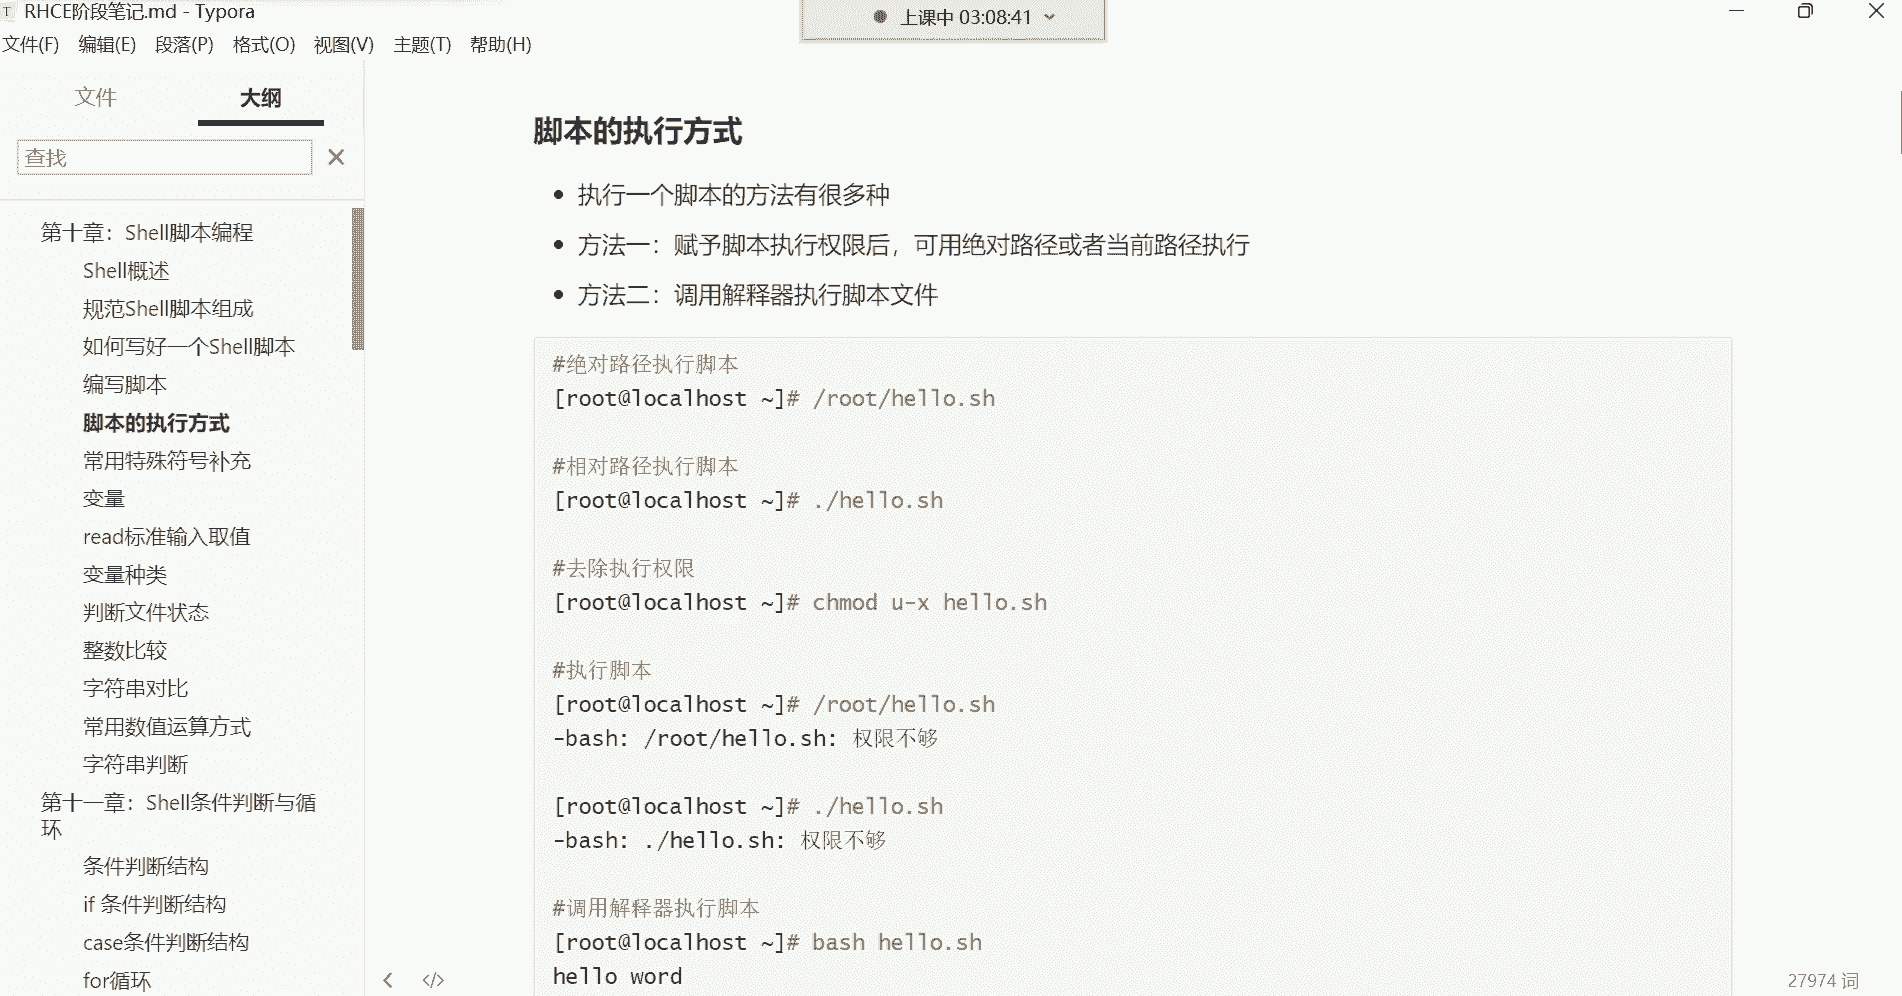 RHCE阶段笔记.md - Typora
上课中 03:08:41
文件(F) 编辑(E) 段落(P) 格式(O) 视图(V) 主题(T) 帮助(H)
文件 大纲
查找
第十章：Shell脚本编程
Shell概述
规范Shell脚本组成
如何写好一个Shell脚本
编写脚本
脚本的执行方式
常用特殊符号补充
变量
read标准输入取值
变量种类
判断文件状态
整数比较
字符串对比
常用数值运算方式
字符串判断
第十一章：Shell条件判断与循
环
条件判断结构
if 条件判断结构
case条件判断结构
for循环
脚本的执行方式
执行一个脚本的方法有很多种
方法一：赋予脚本执行权限后，可用绝对路径或者当前路径执行
方法二：调用解释器执行脚本文件
#绝对路径执行脚本
[root@localhost ~]# /root/hello.sh
#相对路径执行脚本
[root@localhost ~]# ./hello.sh
#去除执行权限
[root@localhost ~]# chmod u-x hello.sh
#执行脚本
[root@localhost ~]# /root/hello.sh
-bash: /root/hello.sh: 权限不够
[root@localhost ~]# ./hello.sh
-bash: ./hello.sh: 权限不够
#调用解释器执行脚本
[root@localhost ~]# bash hello.sh
hello word
27974 词